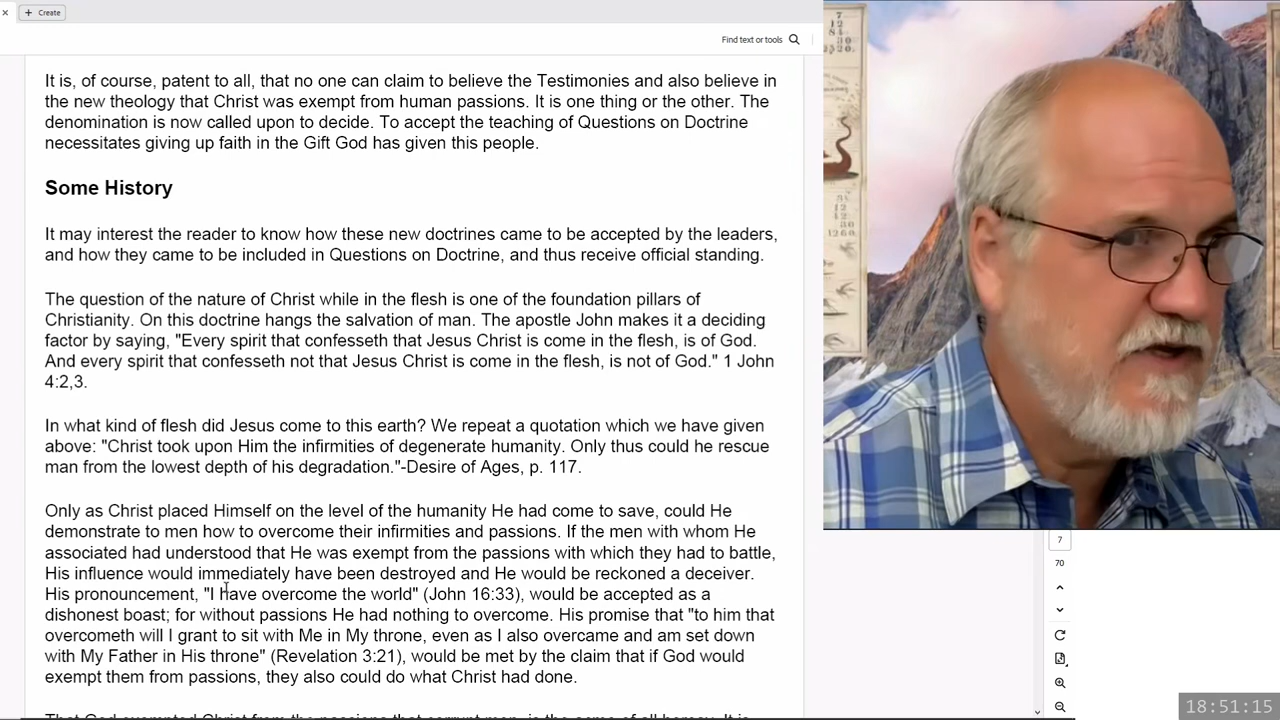 Create
Find text or tools
It is, of course, patent to all, that no one can claim to believe the Testimonies and also believe in
the new theology that Christ was exempt from human passions. It is one thing or the other. The
denomination is now called upon to decide. To accept the teaching of Questions on Doctrine
necessitates giving up faith in the Gift God has given this people.
Some History
It may interest the reader to know how these new doctrines came to be accepted by the leaders,
and how they came to be included in Questions on Doctrine, and thus receive official standing.
The question of the nature of Christ while in the flesh is one of the foundation pillars of
Christianity. On this doctrine hangs the salvation of man. The apostle John makes it a deciding
factor by saying, "Every spirit that confesseth that Jesus Christ is come in the flesh, is of God.
And every spirit that confesseth not that Jesus Christ is come in the flesh, is not of God." 1 John
4:2,3.
In what kind of flesh did Jesus come to this earth? We repeat a quotation which we have given
above: "Christ took upon Him the infirmities of degenerate humanity. Only thus could he rescue
man from the lowest depth of his degradation."-Desire of Ages, p. 117.
Only as Christ placed Himself on the level of the humanity He had come to save, could He
demonstrate to men how to overcome their infirmities and passions. If the men with whom He
associated had understood that He was exempt from the passions with which they had to battle,
His influence would immediately have been destroyed and He would be reckoned a deceiver.
His pronouncement, "I have overcome the world" (John 16:33), would be accepted as a
dishonest boast; for without passions He had nothing to overcome. His promise that "to him that
overcometh will I grant to sit with Me in My throne, even as I also overcame and am set down
with My Father in His throne" (Revelation 3:21), would be met by the claim that if God would
exempt them from passions, they also could do what Christ had done.
That God exempted Christ from the passions that corrupt men, is the acme of all heresy. It is
7
70
18:51:15